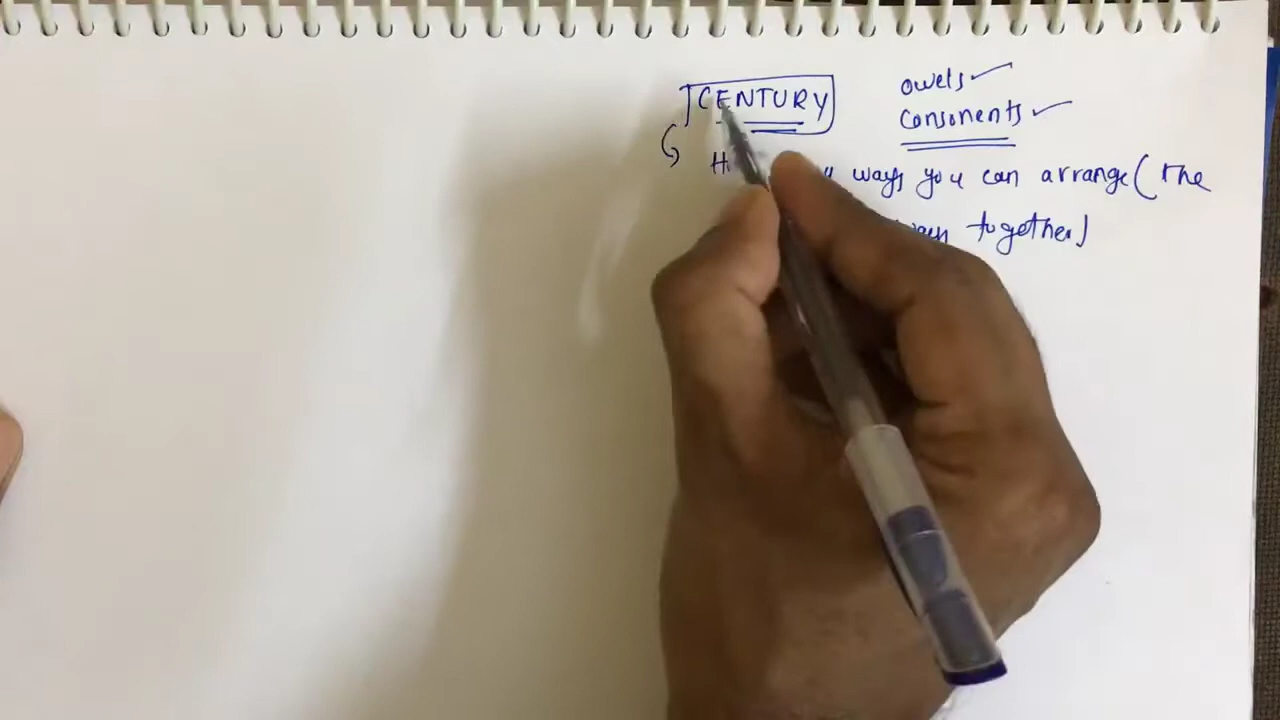 CENTURY
owels
Consonents
ways you can arrange( the
together)